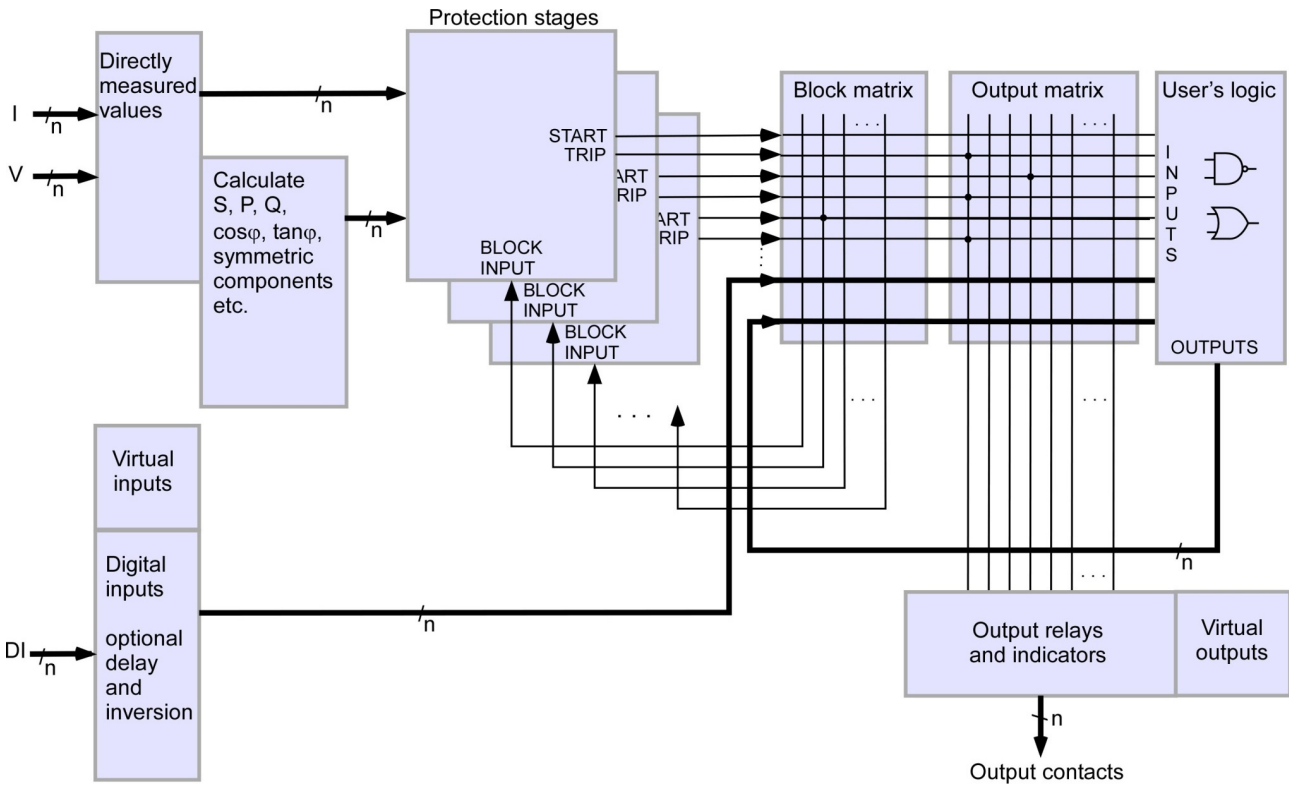 Protection stages
Directly
measured
values
I
n
V
n
n
Calculate
S, P, Q,
cosφ, tanφ,
symmetric
components
etc.
n
START
TRIP
BLOCK
INPUT
ART
RIP
BLOCK
INPUT
ART
RIP
BLOCK
INPUT
. . .
Block matrix
. . .
. . .
Output matrix
. . .
. . .
. . .
User's logic
I
N
P
U
T
S
OUTPUTS
n
Virtual
inputs
Digital
inputs
optional
delay
and
inversion
DI
n
n
Output relays
and indicators
Virtual
outputs
n
Output contacts